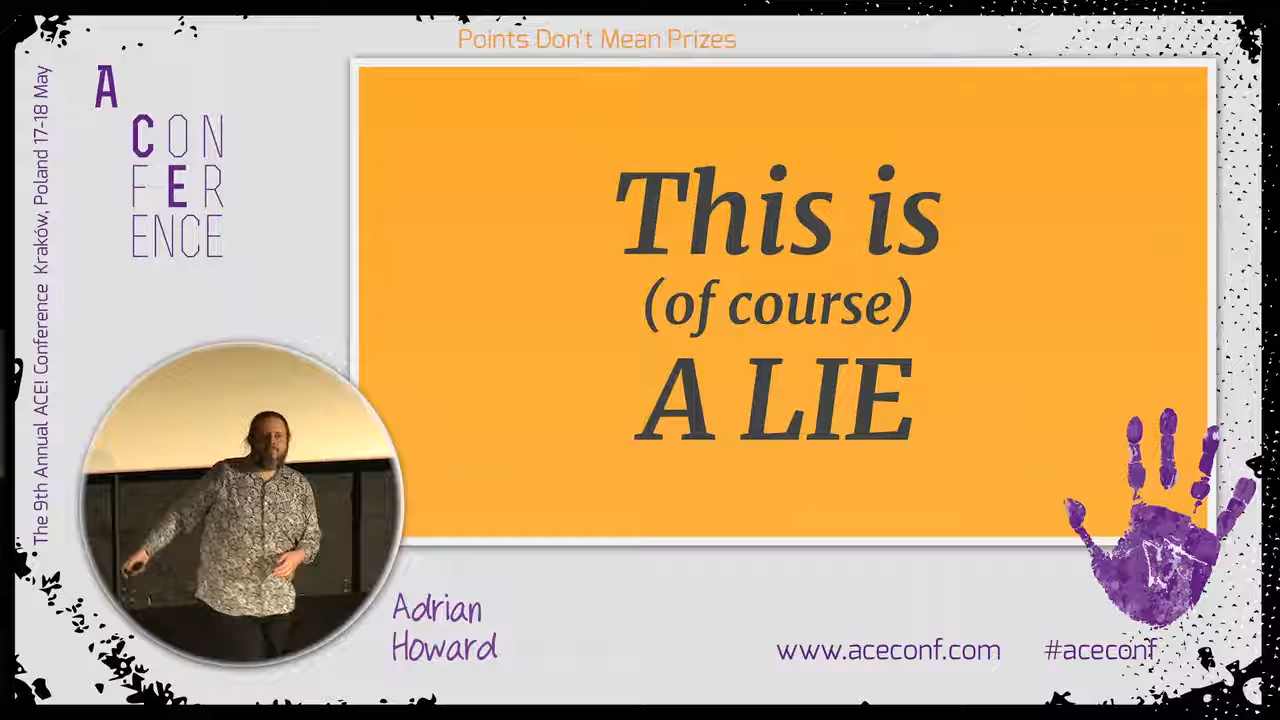 Points Don't Mean Prizes
The 9th Annual ACE! Conference Kraków, Poland 17-18 May
A
CON
FER
ENCE
This is
(of course)
A LIE
Adrian
Howard
www.aceconf.com
#aceconf